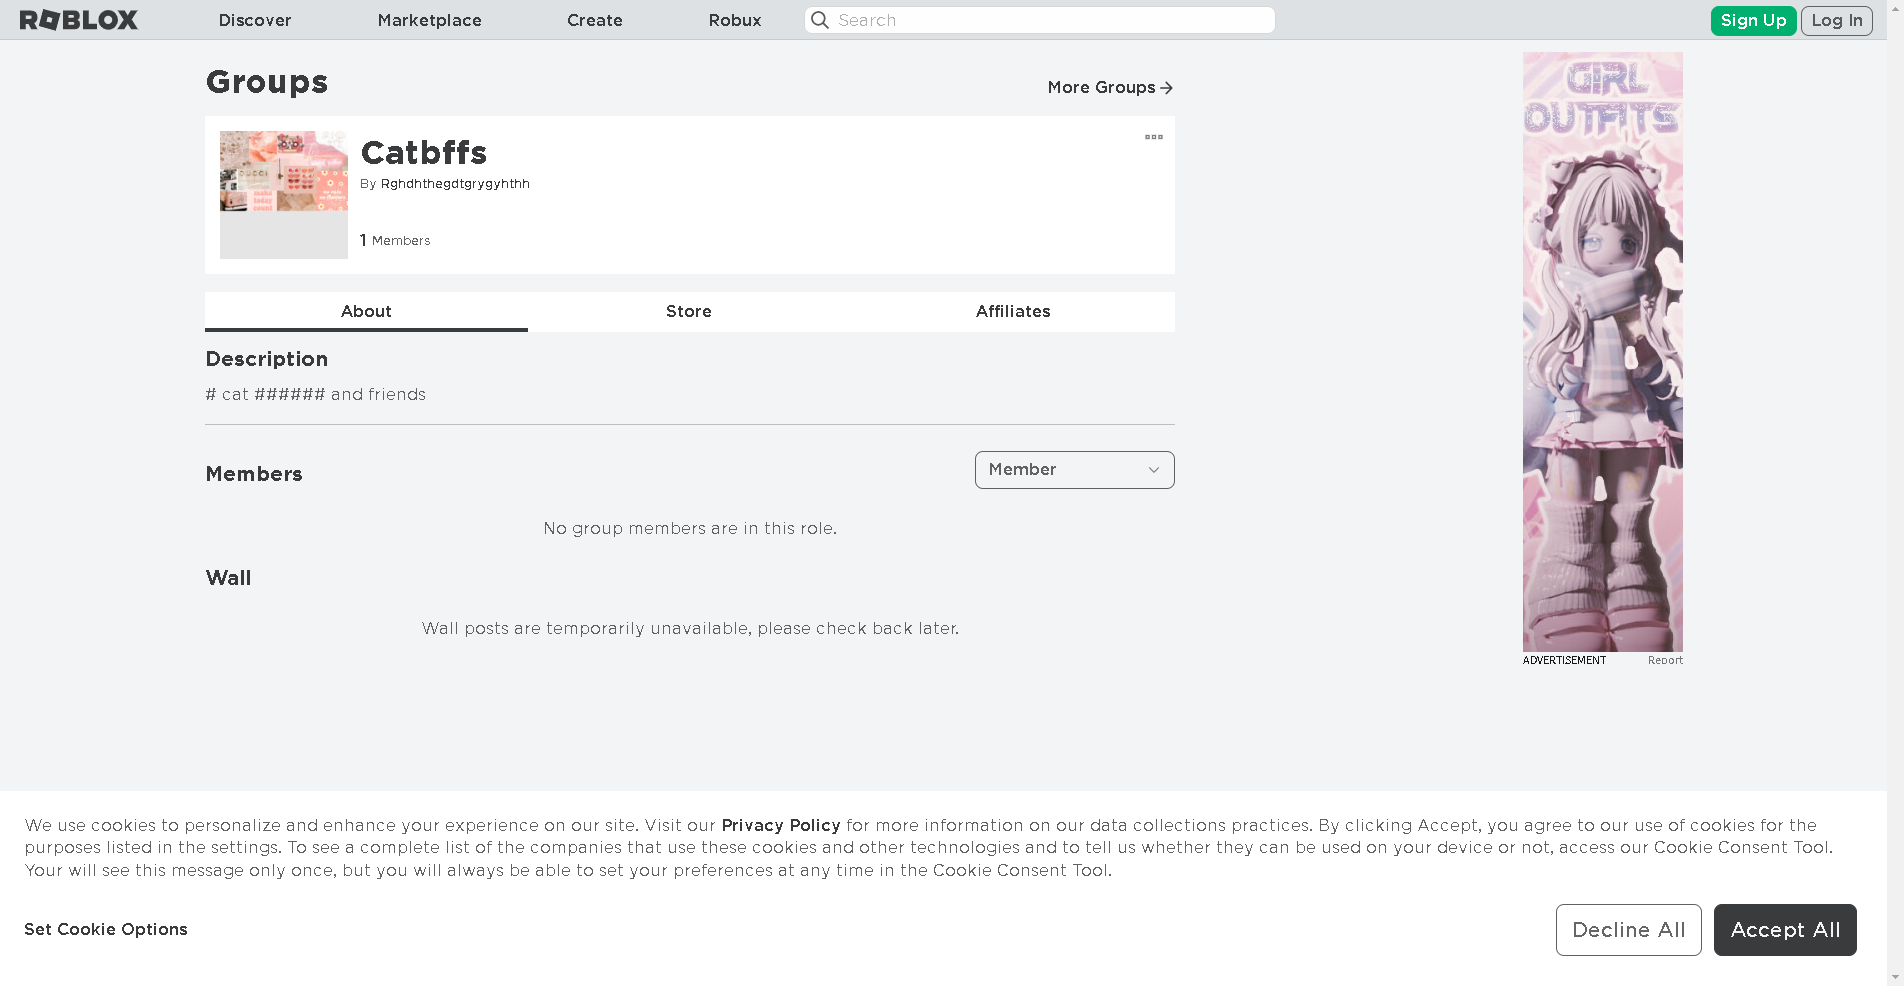 ROBLOX
Discover
Marketplace
Create
Robux
Search
Sign Up
Log In
Groups
More Groups
Catbffs
By Rghdhthegdtgrygyhthh
1 Members
About
Store
Affiliates
Description
# cat ###### and friends
Members
Member
No group members are in this role.
Wall
Wall posts are temporarily unavailable, please check back later.
GIRL
OUTFITS
ADVERTISEMENT
Report
We use cookies to personalize and enhance your experience on our site. Visit our Privacy Policy for more information on our data collections practices. By clicking Accept, you agree to our use of cookies for the
purposes listed in the settings. To see a complete list of the companies that use these cookies and other technologies and to tell us whether they can be used on your device or not, access our Cookie Consent Tool.
Your will see this message only once, but you will always be able to set your preferences at any time in the Cookie Consent Tool.
Set Cookie Options
Decline All
Accept All